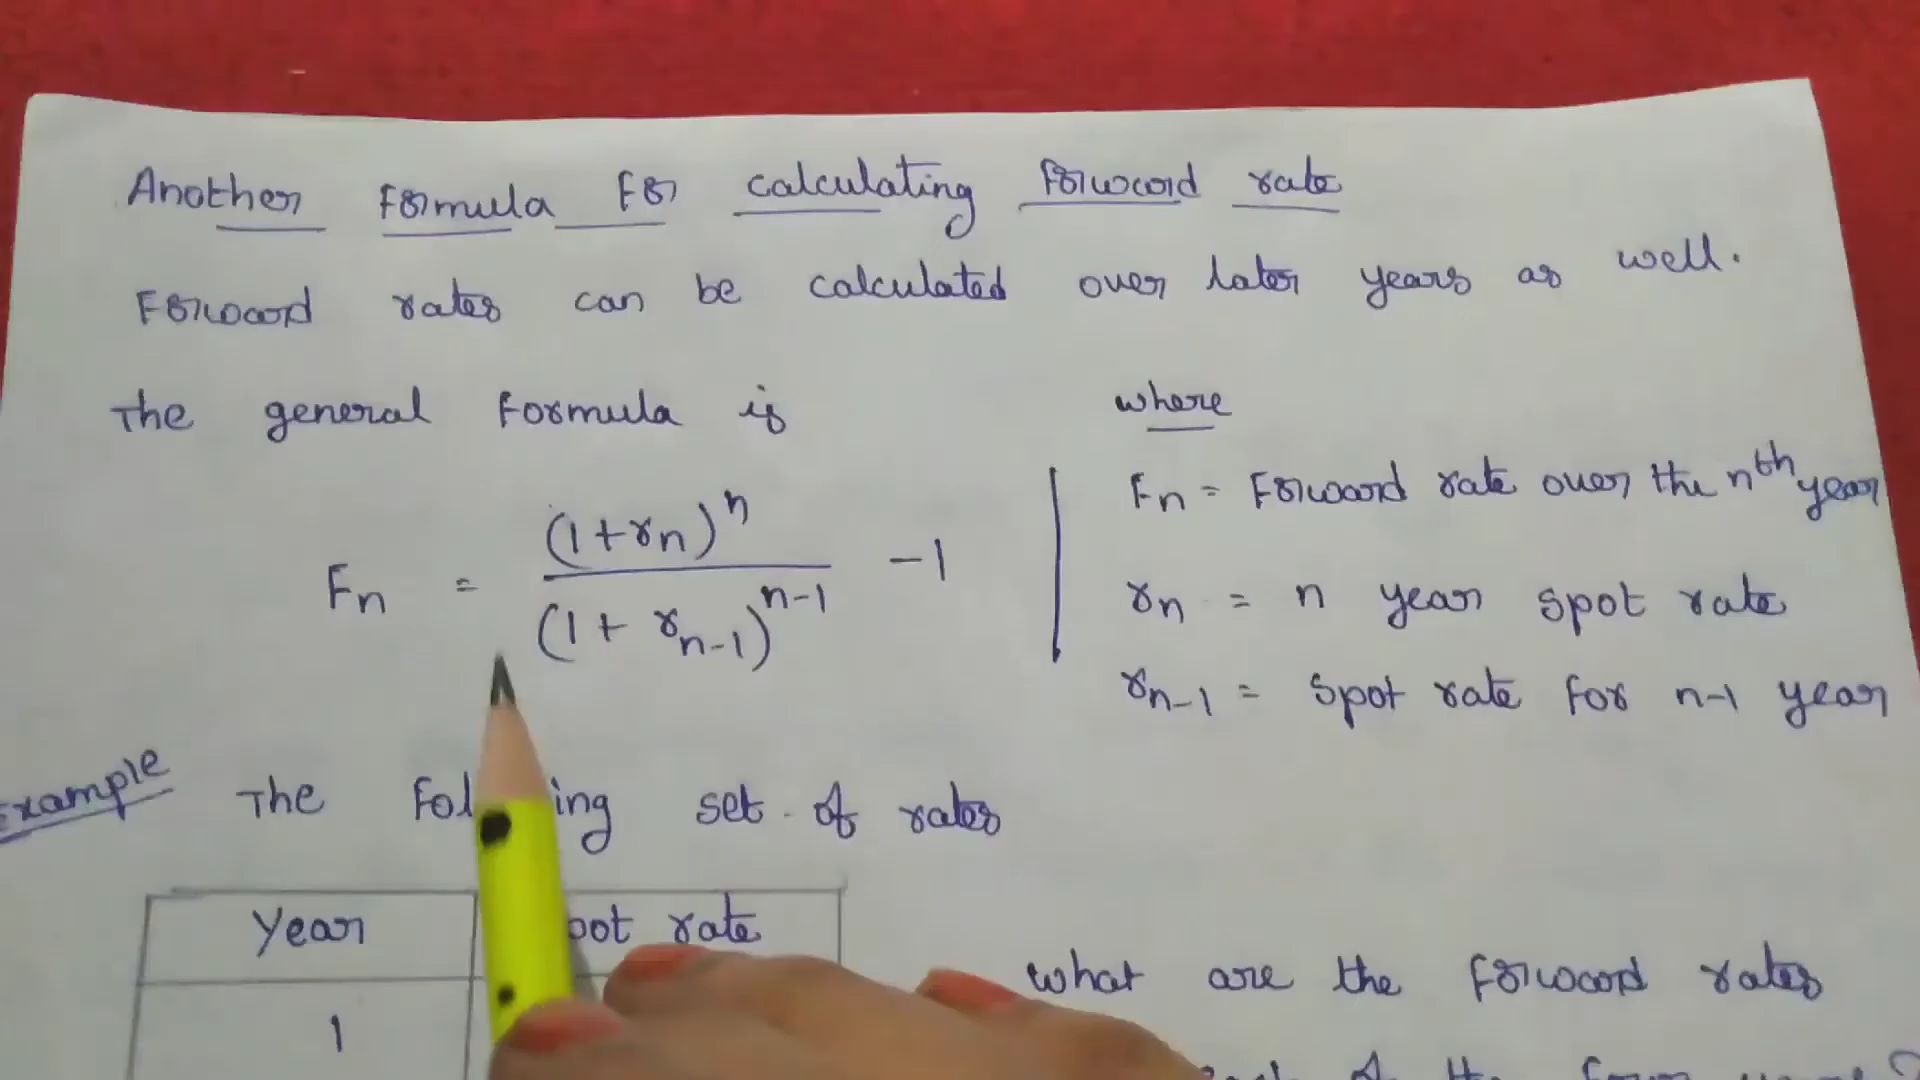 Another Formula For calculating Forward rate
Forward rates can be calculated over later years as well.
The general Formula is
Fn = (1+rn)^n / (1+ r n-1)^n-1 -1
where
Fn = Forward rate over the nth year
rn = n year spot rate
rn-1 = spot rate for n-1 year
Example The set of rates
Year rate
1
what are the Forward rates
of the